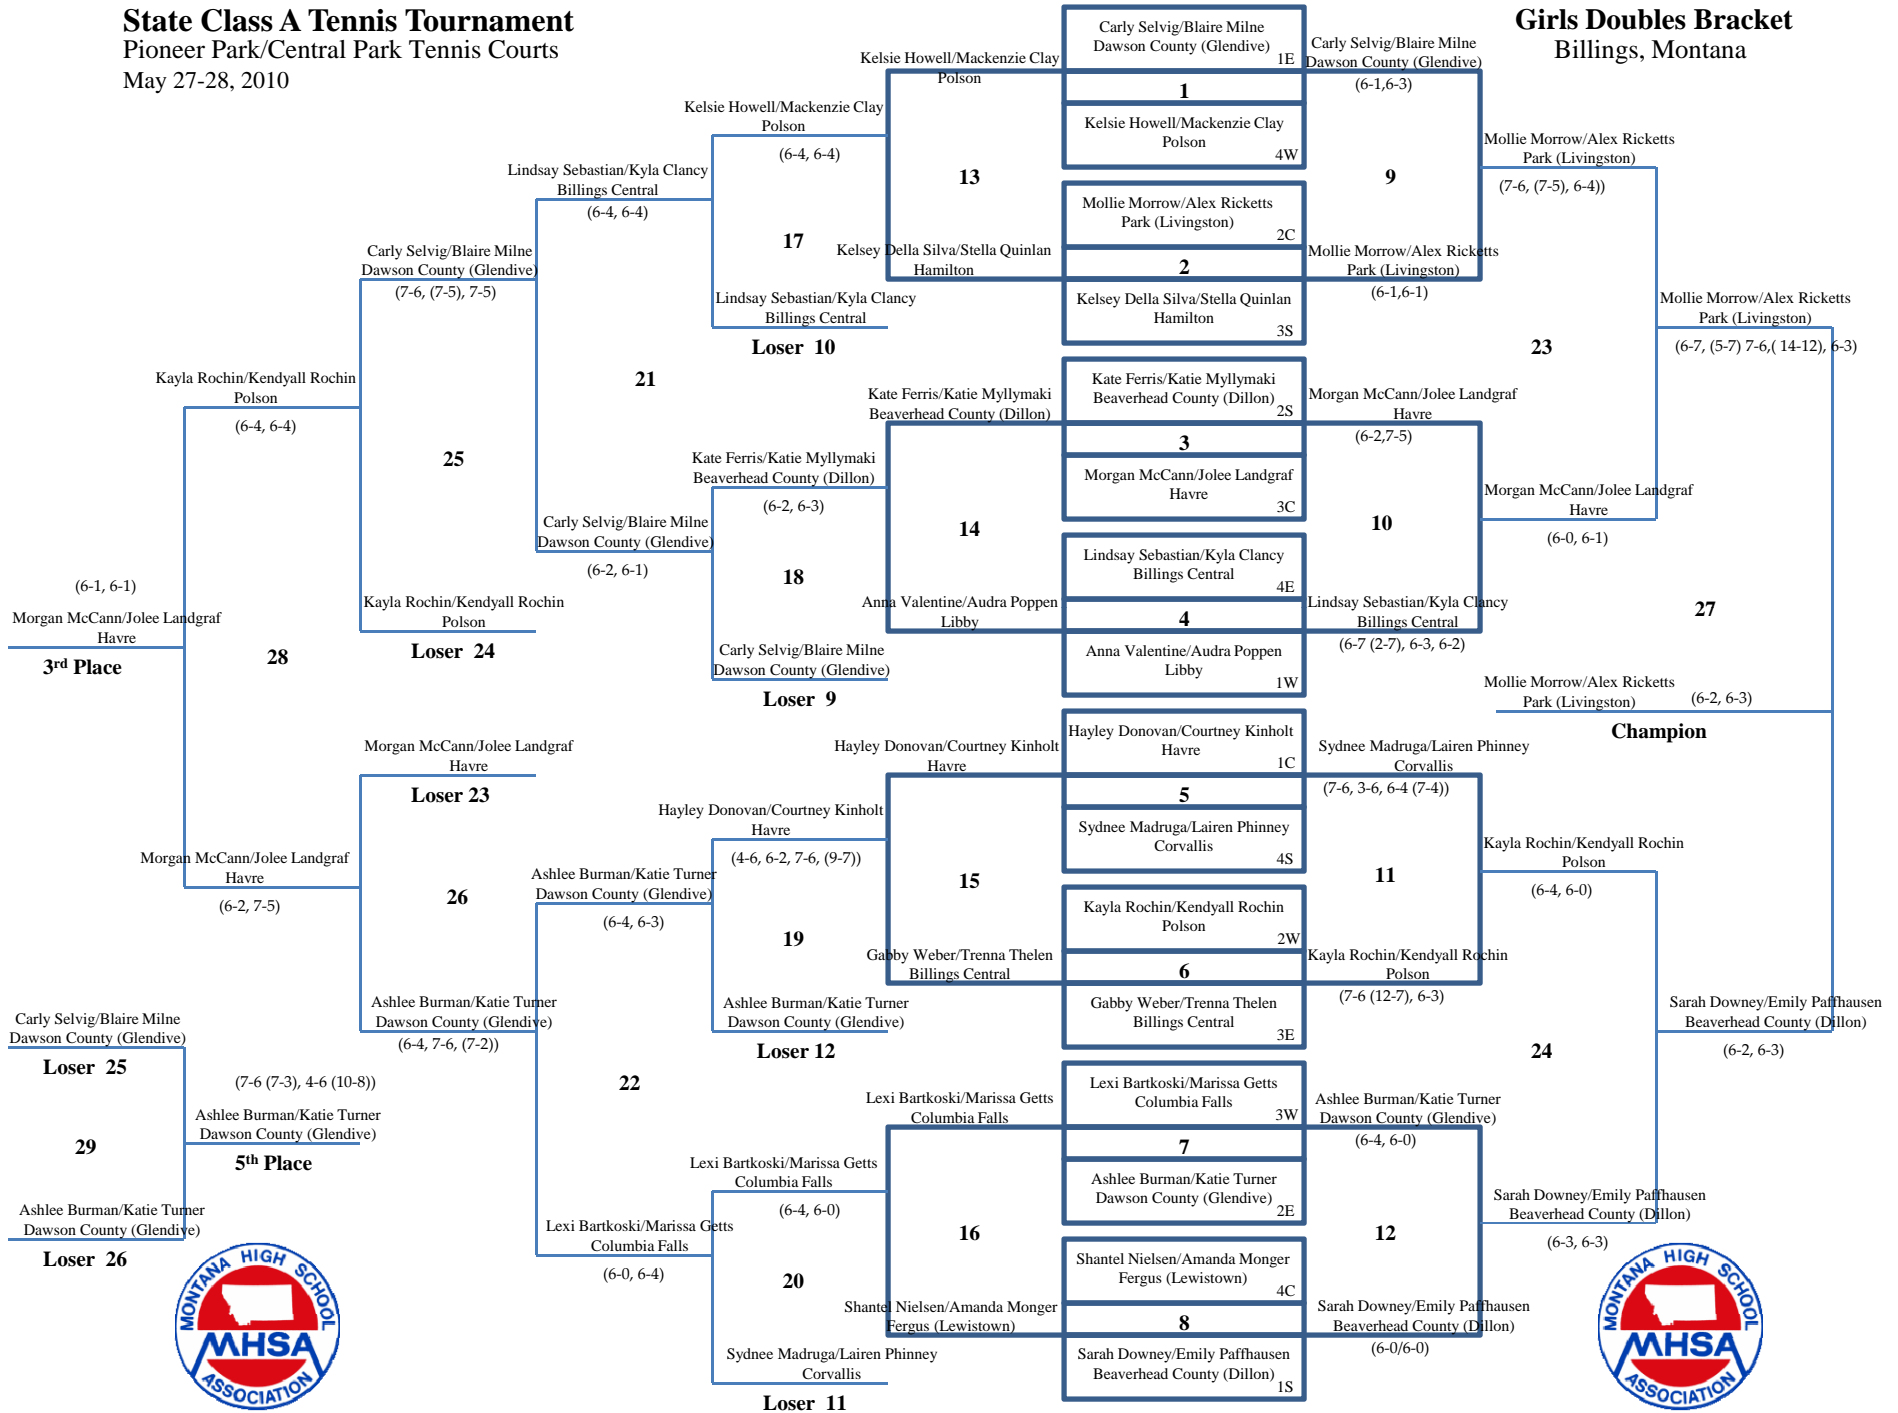 State Class A Tennis Tournament
Pioneer Park/Central Park Tennis Courts
May 27-28, 2010
Girls Doubles Bracket
Billings, Montana
Carly Selvig/Blaire Milne
Dawson County (Glendive)
1E
1
Kelsie Howell/Mackenzie Clay
Polson
4W
Mollie Morrow/Alex Ricketts
Park (Livingston)
2C
2
Kelsey Della Silva/Stella Quinlan
Hamilton
3S
Kate Ferris/Katie Myllymaki
Beaverhead County (Dillon)
2S
3
Morgan McCann/Jolee Landgraf
Havre
3C
Lindsay Sebastian/Kyla Clancy
Billings Central
4E
4
Anna Valentine/Audra Poppen
Libby
1W
Hayley Donovan/Courtney Kinholt
Havre
1C
5
Sydnee Madruga/Lairen Phinney
Corvallis
4S
Kayla Rochin/Kendyall Rochin
Polson
2W
6
Gabby Weber/Trenna Thelen
Billings Central
3E
Lexi Bartkoski/Marissa Getts
Columbia Falls
3W
7
Ashlee Burman/Katie Turner
Dawson County (Glendive)
2E
Shantel Nielsen/Amanda Monger
Fergus (Lewistown)
4C
8
Sarah Downey/Emily Paffhausen
Beaverhead County (Dillon)
1S
Carly Selvig/Blaire Milne
Dawson County (Glendive)
(6-1,6-3)
9
Mollie Morrow/Alex Ricketts
Park (Livingston)
(6-1,6-1)
Morgan McCann/Jolee Landgraf
Havre
(6-2,7-5)
10
Lindsay Sebastian/Kyla Clancy
Billings Central
(6-7 (2-7), 6-3, 6-2)
Sydnee Madruga/Lairen Phinney
Corvallis
(7-6, 3-6, 6-4 (7-4))
11
Kayla Rochin/Kendyall Rochin
Polson
(7-6 (12-7), 6-3)
Ashlee Burman/Katie Turner
Dawson County (Glendive)
(6-4, 6-0)
12
Sarah Downey/Emily Paffhausen
Beaverhead County (Dillon)
(6-0/6-0)
Mollie Morrow/Alex Ricketts
Park (Livingston)
(7-6, (7-5), 6-4))
23
Morgan McCann/Jolee Landgraf
Havre
(6-0, 6-1)
Kayla Rochin/Kendyall Rochin
Polson
(6-4, 6-0)
24
Sarah Downey/Emily Paffhausen
Beaverhead County (Dillon)
(6-3, 6-3)
Mollie Morrow/Alex Ricketts
Park (Livingston)
(6-7, (5-7) 7-6,( 14-12), 6-3)
27
Sarah Downey/Emily Paffhausen
Beaverhead County (Dillon)
(6-2, 6-3)
Mollie Morrow/Alex Ricketts
Park (Livingston)
(6-2, 6-3)
Champion
Kelsie Howell/Mackenzie Clay
Polson
13
Kelsey Della Silva/Stella Quinlan
Hamilton
Kate Ferris/Katie Myllymaki
Beaverhead County (Dillon)
14
Anna Valentine/Audra Poppen
Libby
Hayley Donovan/Courtney Kinholt
Havre
15
Gabby Weber/Trenna Thelen
Billings Central
Lexi Bartkoski/Marissa Getts
Columbia Falls
16
Shantel Nielsen/Amanda Monger
Fergus (Lewistown)
Kelsie Howell/Mackenzie Clay
Polson
(6-4, 6-4)
17
Lindsay Sebastian/Kyla Clancy
Billings Central
Loser 10
Kate Ferris/Katie Myllymaki
Beaverhead County (Dillon)
(6-2, 6-3)
18
Carly Selvig/Blaire Milne
Dawson County (Glendive)
Loser 9
Hayley Donovan/Courtney Kinholt
Havre
(4-6, 6-2, 7-6, (9-7))
19
Ashlee Burman/Katie Turner
Dawson County (Glendive)
Loser 12
Lexi Bartkoski/Marissa Getts
Columbia Falls
(6-4, 6-0)
20
Sydnee Madruga/Lairen Phinney
Corvallis
Loser 11
Lindsay Sebastian/Kyla Clancy
Billings Central
(6-4, 6-4)
21
Carly Selvig/Blaire Milne
Dawson County (Glendive)
(6-2, 6-1)
Ashlee Burman/Katie Turner
Dawson County (Glendive)
(6-4, 6-3)
22
Lexi Bartkoski/Marissa Getts
Columbia Falls
(6-0, 6-4)
Carly Selvig/Blaire Milne
Dawson County (Glendive)
(7-6, (7-5), 7-5)
25
Kayla Rochin/Kendyall Rochin
Polson
Loser 24
Morgan McCann/Jolee Landgraf
Havre
Loser 23
26
Ashlee Burman/Katie Turner
Dawson County (Glendive)
(6-4, 7-6, (7-2))
Kayla Rochin/Kendyall Rochin
Polson
(6-4, 6-4)
28
Morgan McCann/Jolee Landgraf
Havre
(6-2, 7-5)
(6-1, 6-1)
Morgan McCann/Jolee Landgraf
Havre
3rd Place
Carly Selvig/Blaire Milne
Dawson County (Glendive)
Loser 25
29
Ashlee Burman/Katie Turner
Dawson County (Glendive)
Loser 26
(7-6 (7-3), 4-6 (10-8))
Ashlee Burman/Katie Turner
Dawson County (Glendive)
5th Place
MONTANA HIGH SCHOOL
MHSA
ASSOCIATION
MONTANA HIGH SCHOOL
MHSA
ASSOCIATION